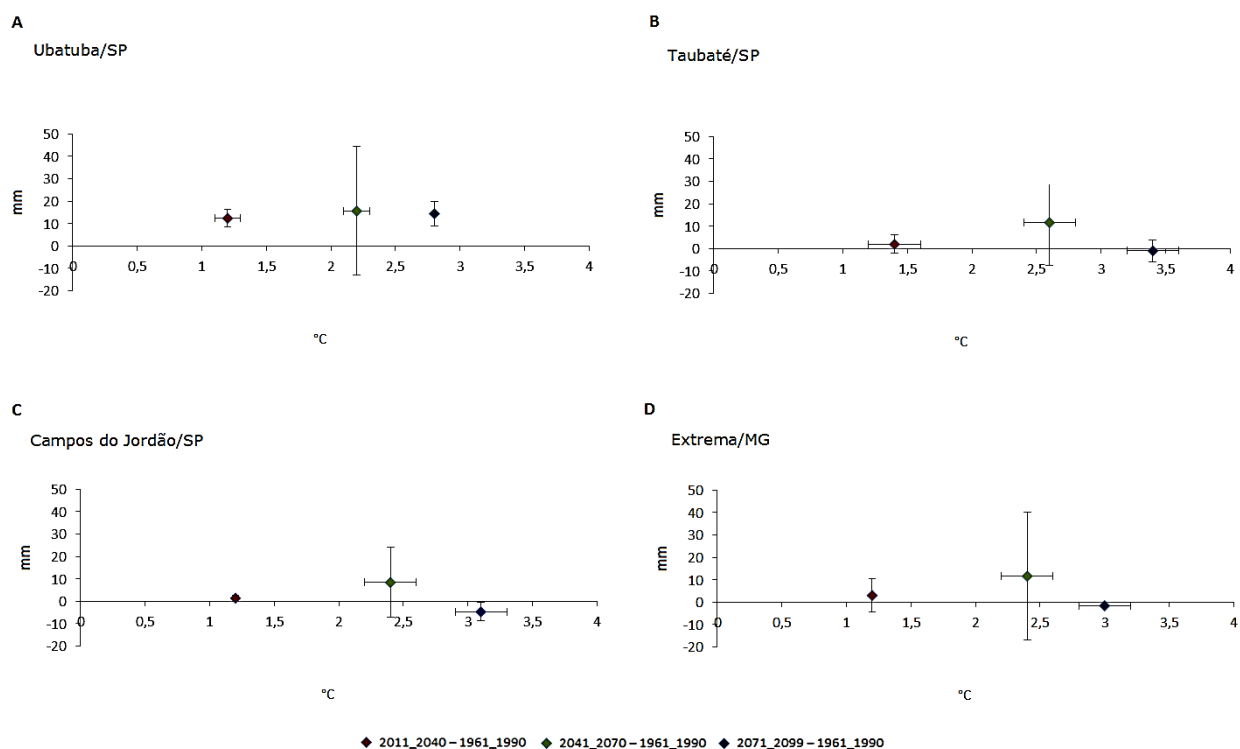 A
Ubatuba/SP
50
40
30
20
10
0
-10
-20
mm
0 0,5 1 1,5 2 2,5 3 3,5 4
°C
B
Taubaté/SP
50
40
30
20
10
0
-10
-20
mm
0 0,5 1 1,5 2 2,5 3 3,5 4
°C
C
Campos do Jordão/SP
50
40
30
20
10
0
-10
-20
mm
0 0,5 1 1,5 2 2,5 3 3,5 4
°C
D
Extrema/MG
50
40
30
20
10
0
-10
-20
mm
0 0,5 1 1,5 2 2,5 3 3,5 4
°C
2011_2040 – 1961_1990 2041_2070 – 1961_1990 2071_2099 – 1961_1990